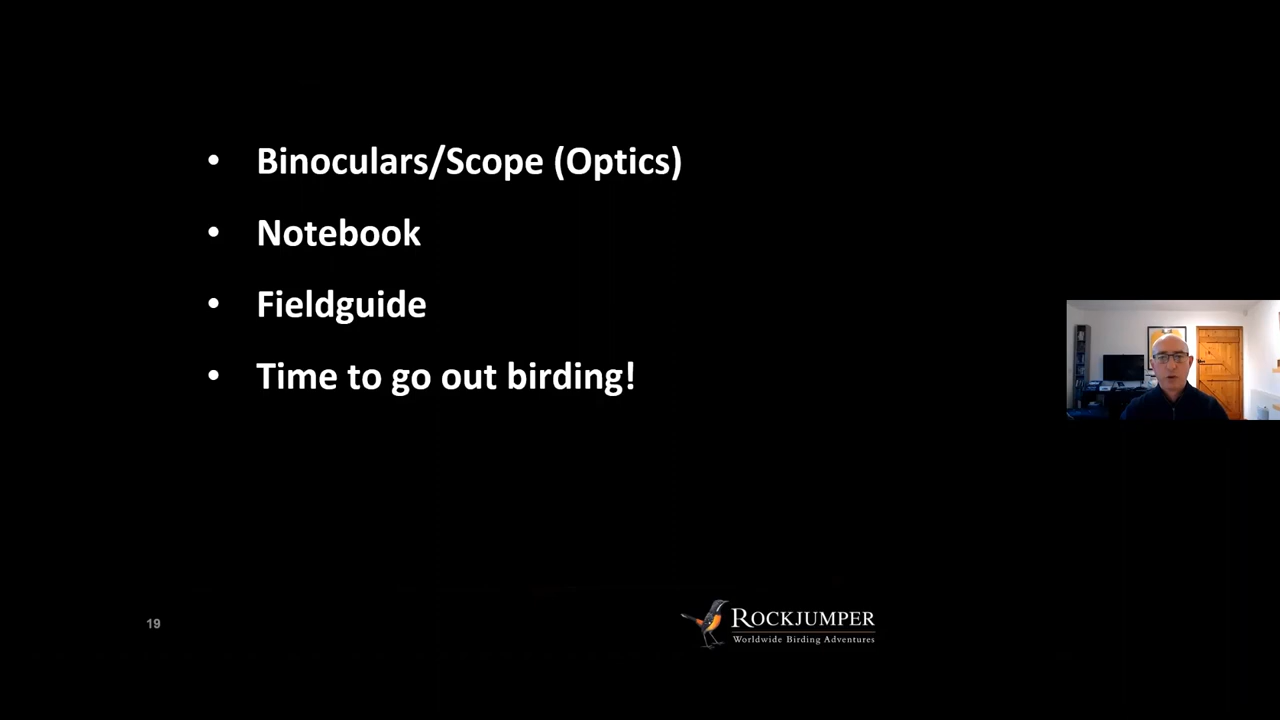 • Binoculars/Scope (Optics)
• Notebook
• Fieldguide
• Time to go out birding!
19
ROCKJUMPER
Worldwide Birding Adventures